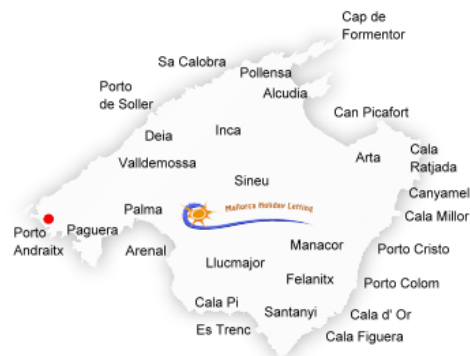 Cap de
Formentor
Sa Calobra
Pollensa
Porto
de Soller
Alcudia
Can Picafort
Deia
Inca
Cala
Ratjada
Valldemossa
Arta
Sineu
Canyamel
Palma
Mallorca Holiday Letting
Cala Millor
Porto
Andraitx
Paguera
Arenal
Manacor
Porto Cristo
Llucmajor
Felanitx
Porto Colom
Cala Pi
Santanyi
Cala d' Or
Es Trenc
Cala Figuera